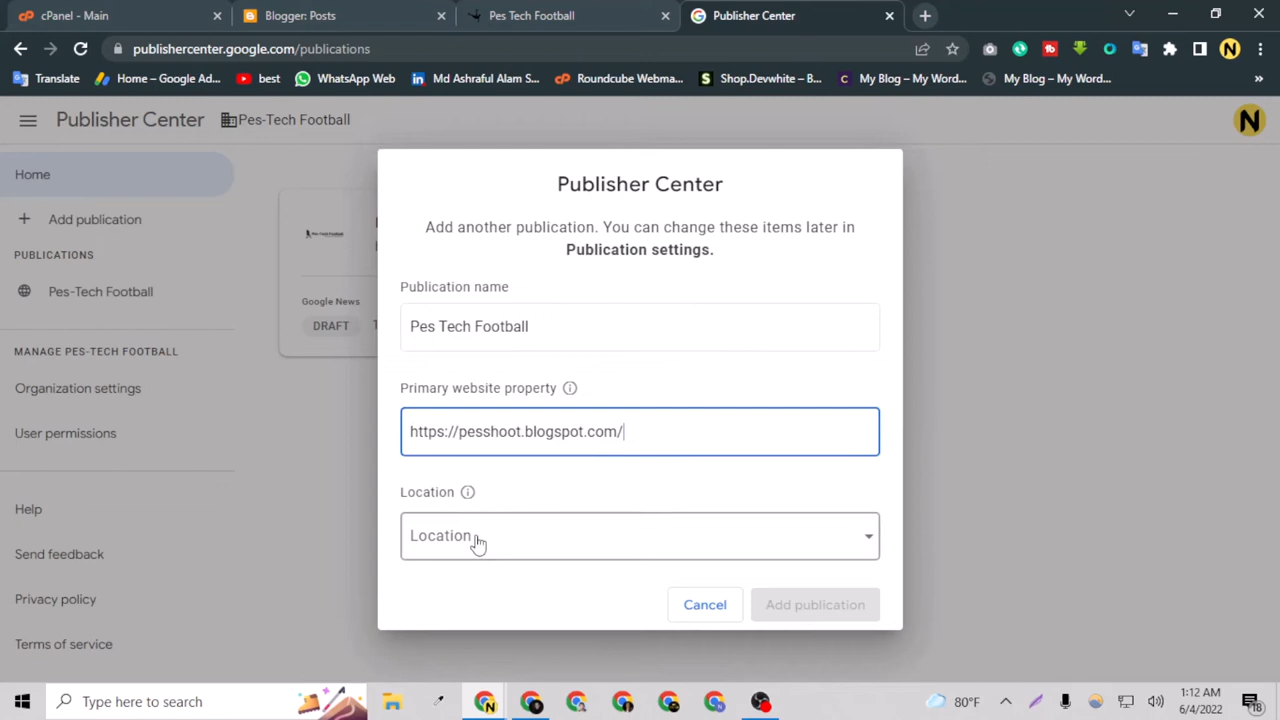 cPanel - Main
Blogger: Posts
Pes Tech Football
Publisher Center
publishercenter.google.com/publications
Translate
Home – Google Ad...
best
WhatsApp Web
Md Ashraful Alam S...
Roundcube Webma...
Shop.Devwhite – B...
My Blog – My Word...
My Blog – My Word...
»
Publisher Center
Pes-Tech Football
N
Home
+ Add publication
PUBLICATIONS
Pes-Tech Football
MANAGE PES-TECH FOOTBALL
Organization settings
User permissions
Help
Send feedback
Privacy policy
Terms of service
Google News
DRAFT
Publisher Center
Add another publication. You can change these items later in
Publication settings.
Publication name
Pes Tech Football
Primary website property
https://pesshoot.blogspot.com/
Location
Location
Cancel
Add publication
Type here to search
80°F
1:12 AM
6/4/2022
18